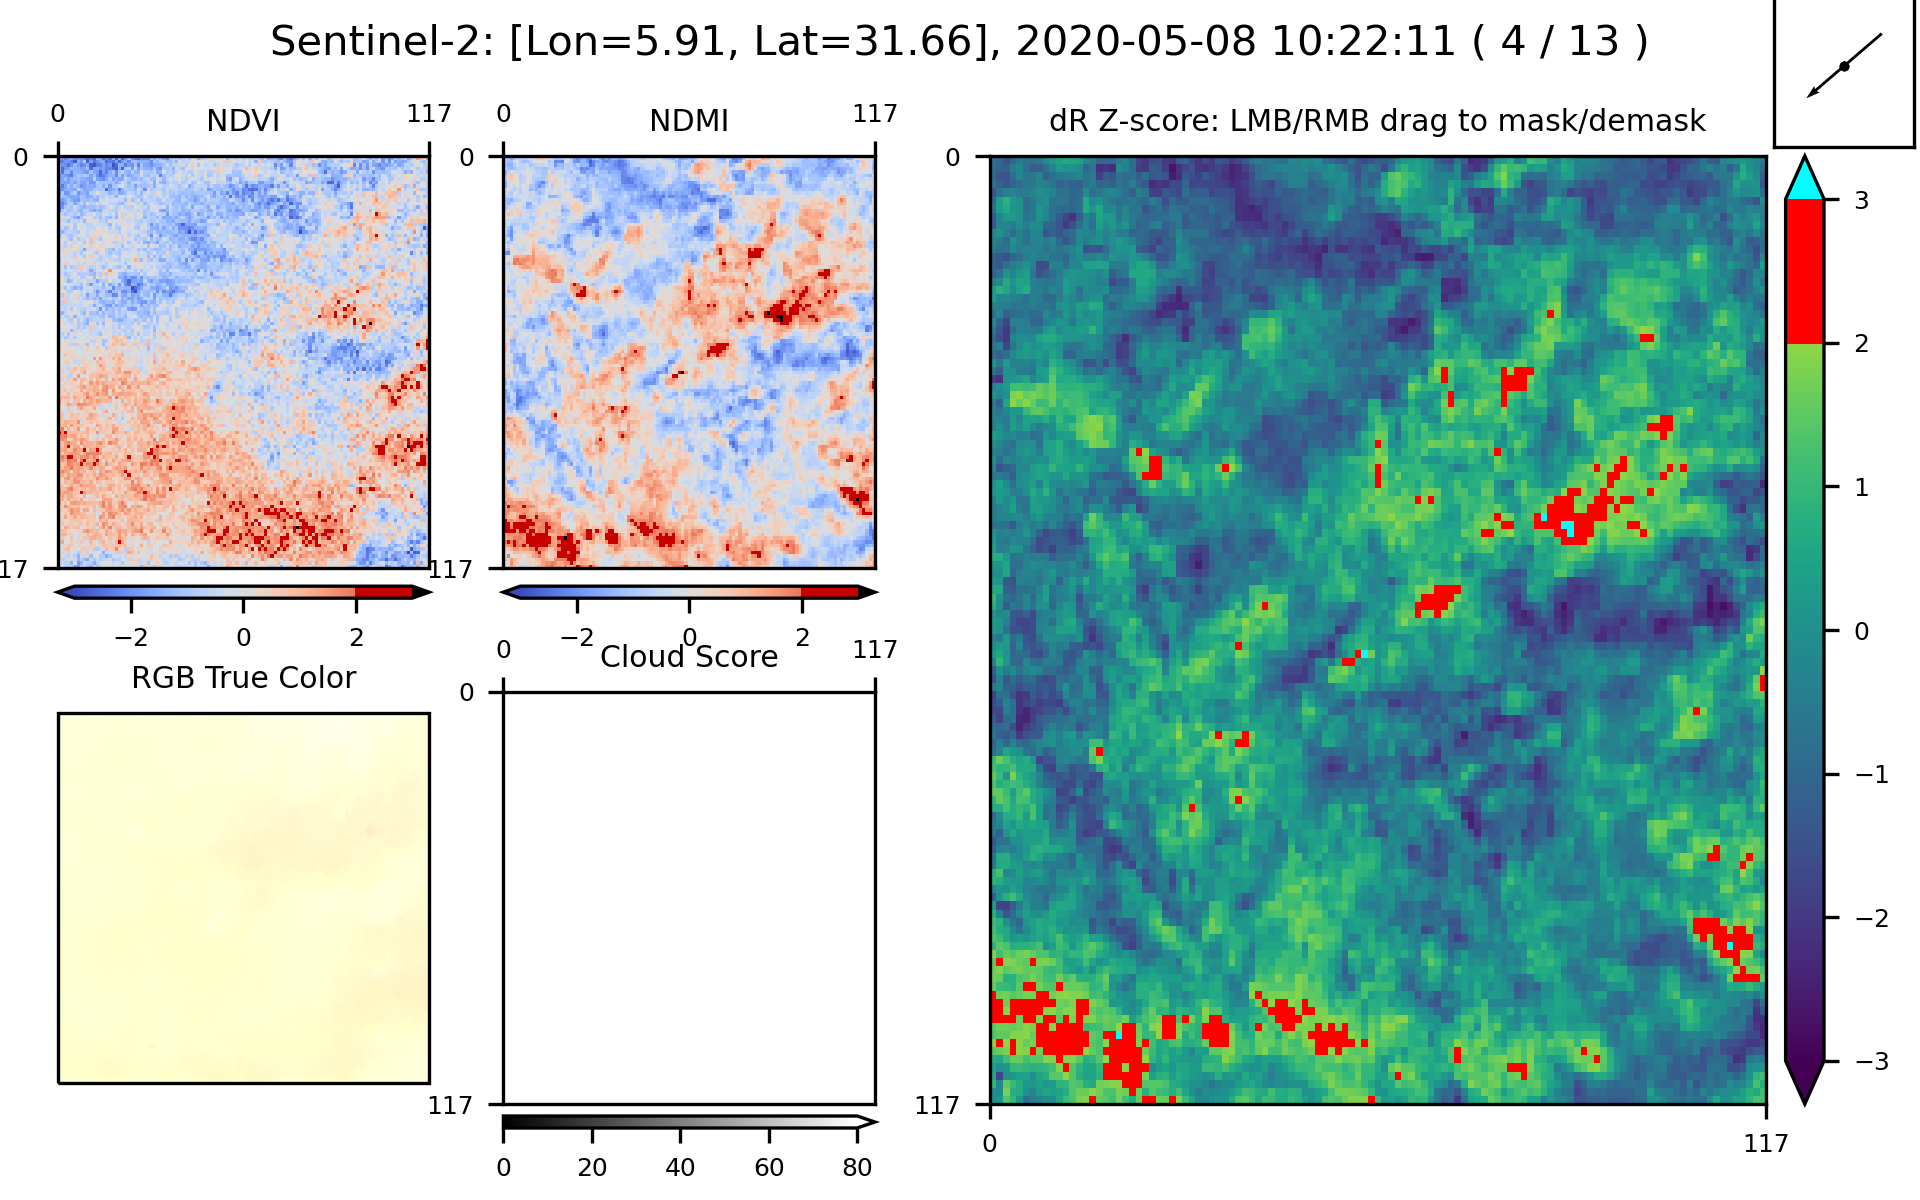 Sentinel-2: [Lon=5.91, Lat=31.66], 2020-05-08 10:22:11 ( 4 / 13 )
0 NDVI 117
0
17
−2 0 2
0 NDMI 117
0
117
−2 0 2
dR Z-score: LMB/RMB drag to mask/demask
0
117
0 117
3
2
1
0
−1
−2
−3
RGB True Color
0 Cloud Score 117
0
117
0 20 40 60 80